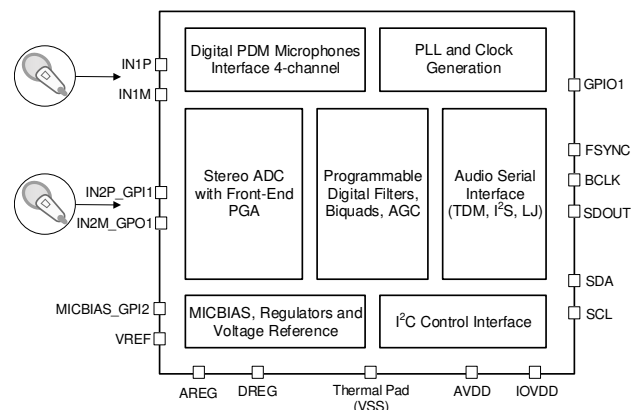 Digital PDM Microphones
Interface 4-channel
PLL and Clock
Generation
IN1P
IN1M
GPIO1
Stereo ADC
with Front-End
PGA
Programmable
Digital Filters,
Biquads, AGC
Audio Serial
Interface
(TDM, I²S, LJ)
FSYNC
BCLK
SDOUT
IN2P_GPI1
IN2M_GPO1
SDA
SCL
MICBIAS_GPI2
VREF
MICBIAS, Regulators and
Voltage Reference
I²C Control Interface
AREG
DREG
Thermal Pad
(VSS)
AVDD
IOVDD